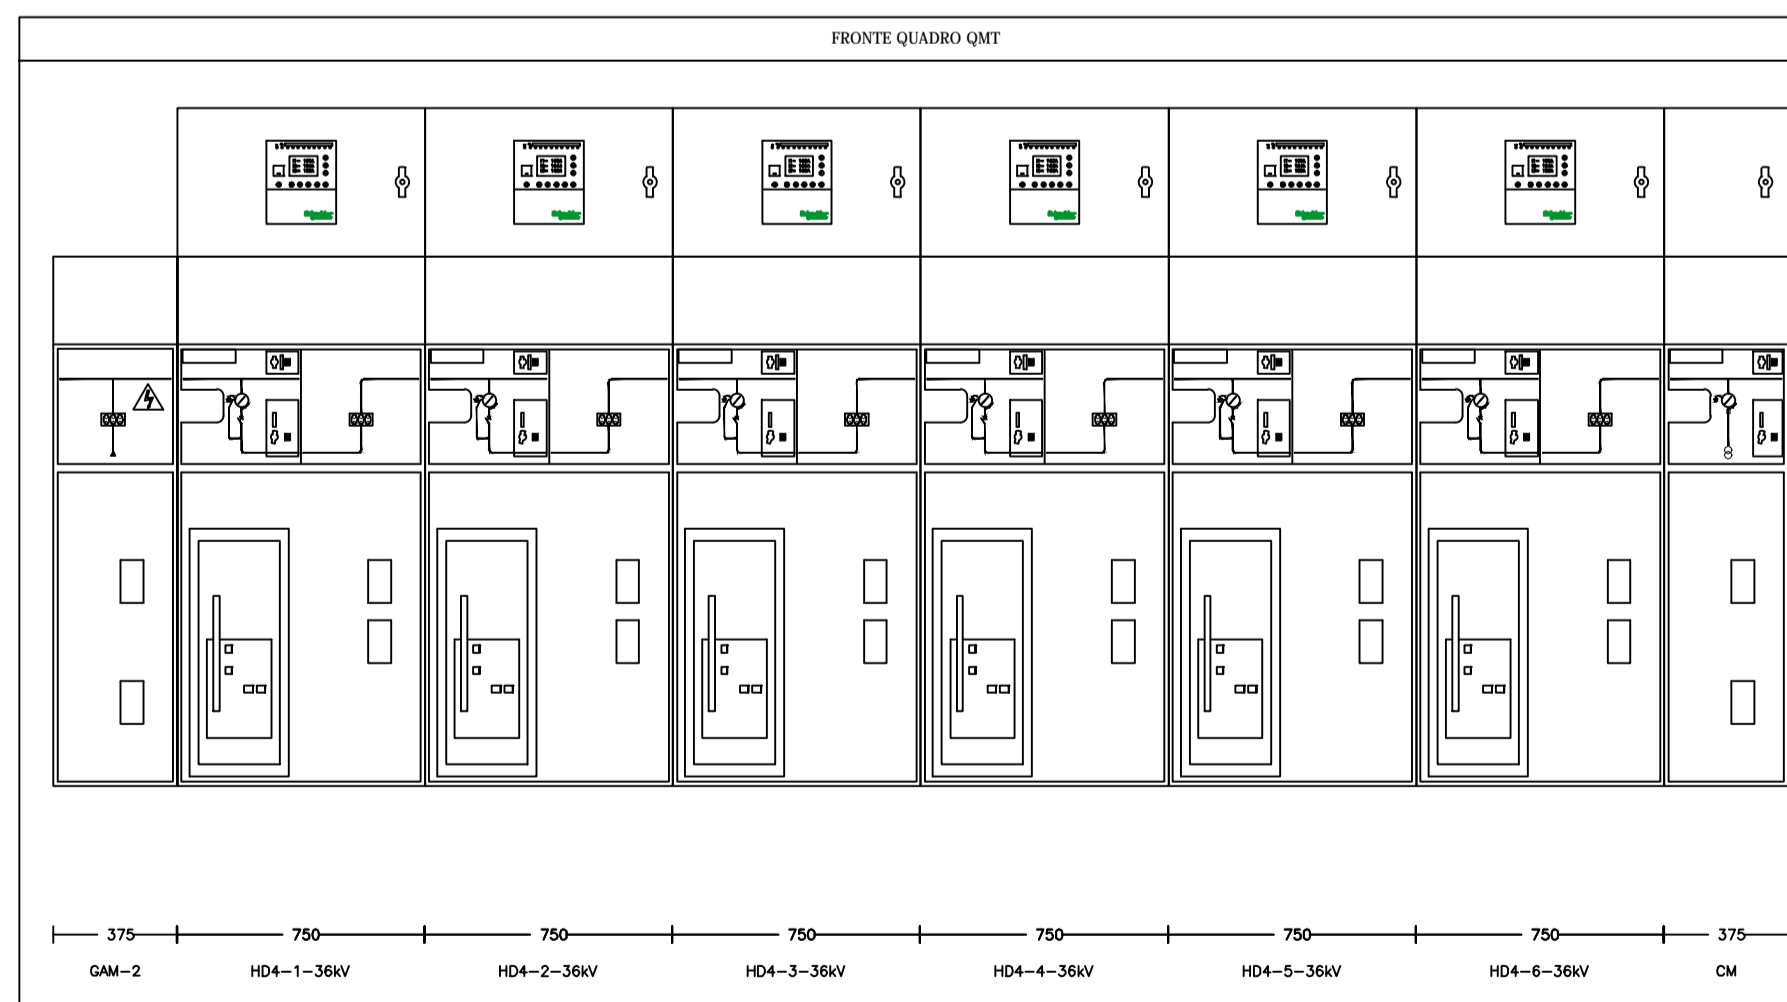 FRONTE QUADRO QMT
375 750 750 750 750 750 750 375
GAM-2 HD4-1-36kV HD4-2-36kV HD4-3-36kV HD4-4-36kV HD4-5-36kV HD4-6-36kV CM